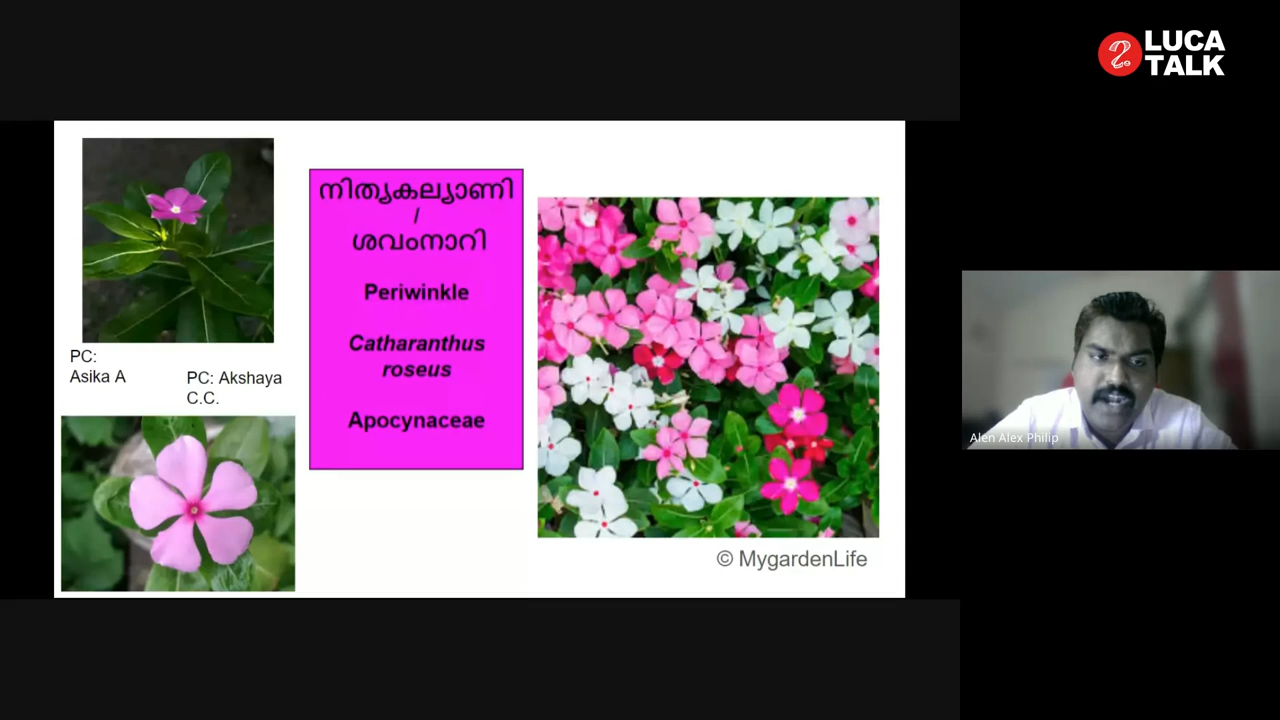 LUCA
TALK
നിത്യകല്യാണി
/
ശവംനാറി
Periwinkle
Catharanthus
roseus
Apocynaceae
PC:
Asika A
PC: Akshaya
C.C.
© MygardenLife
Alen Alex Philip